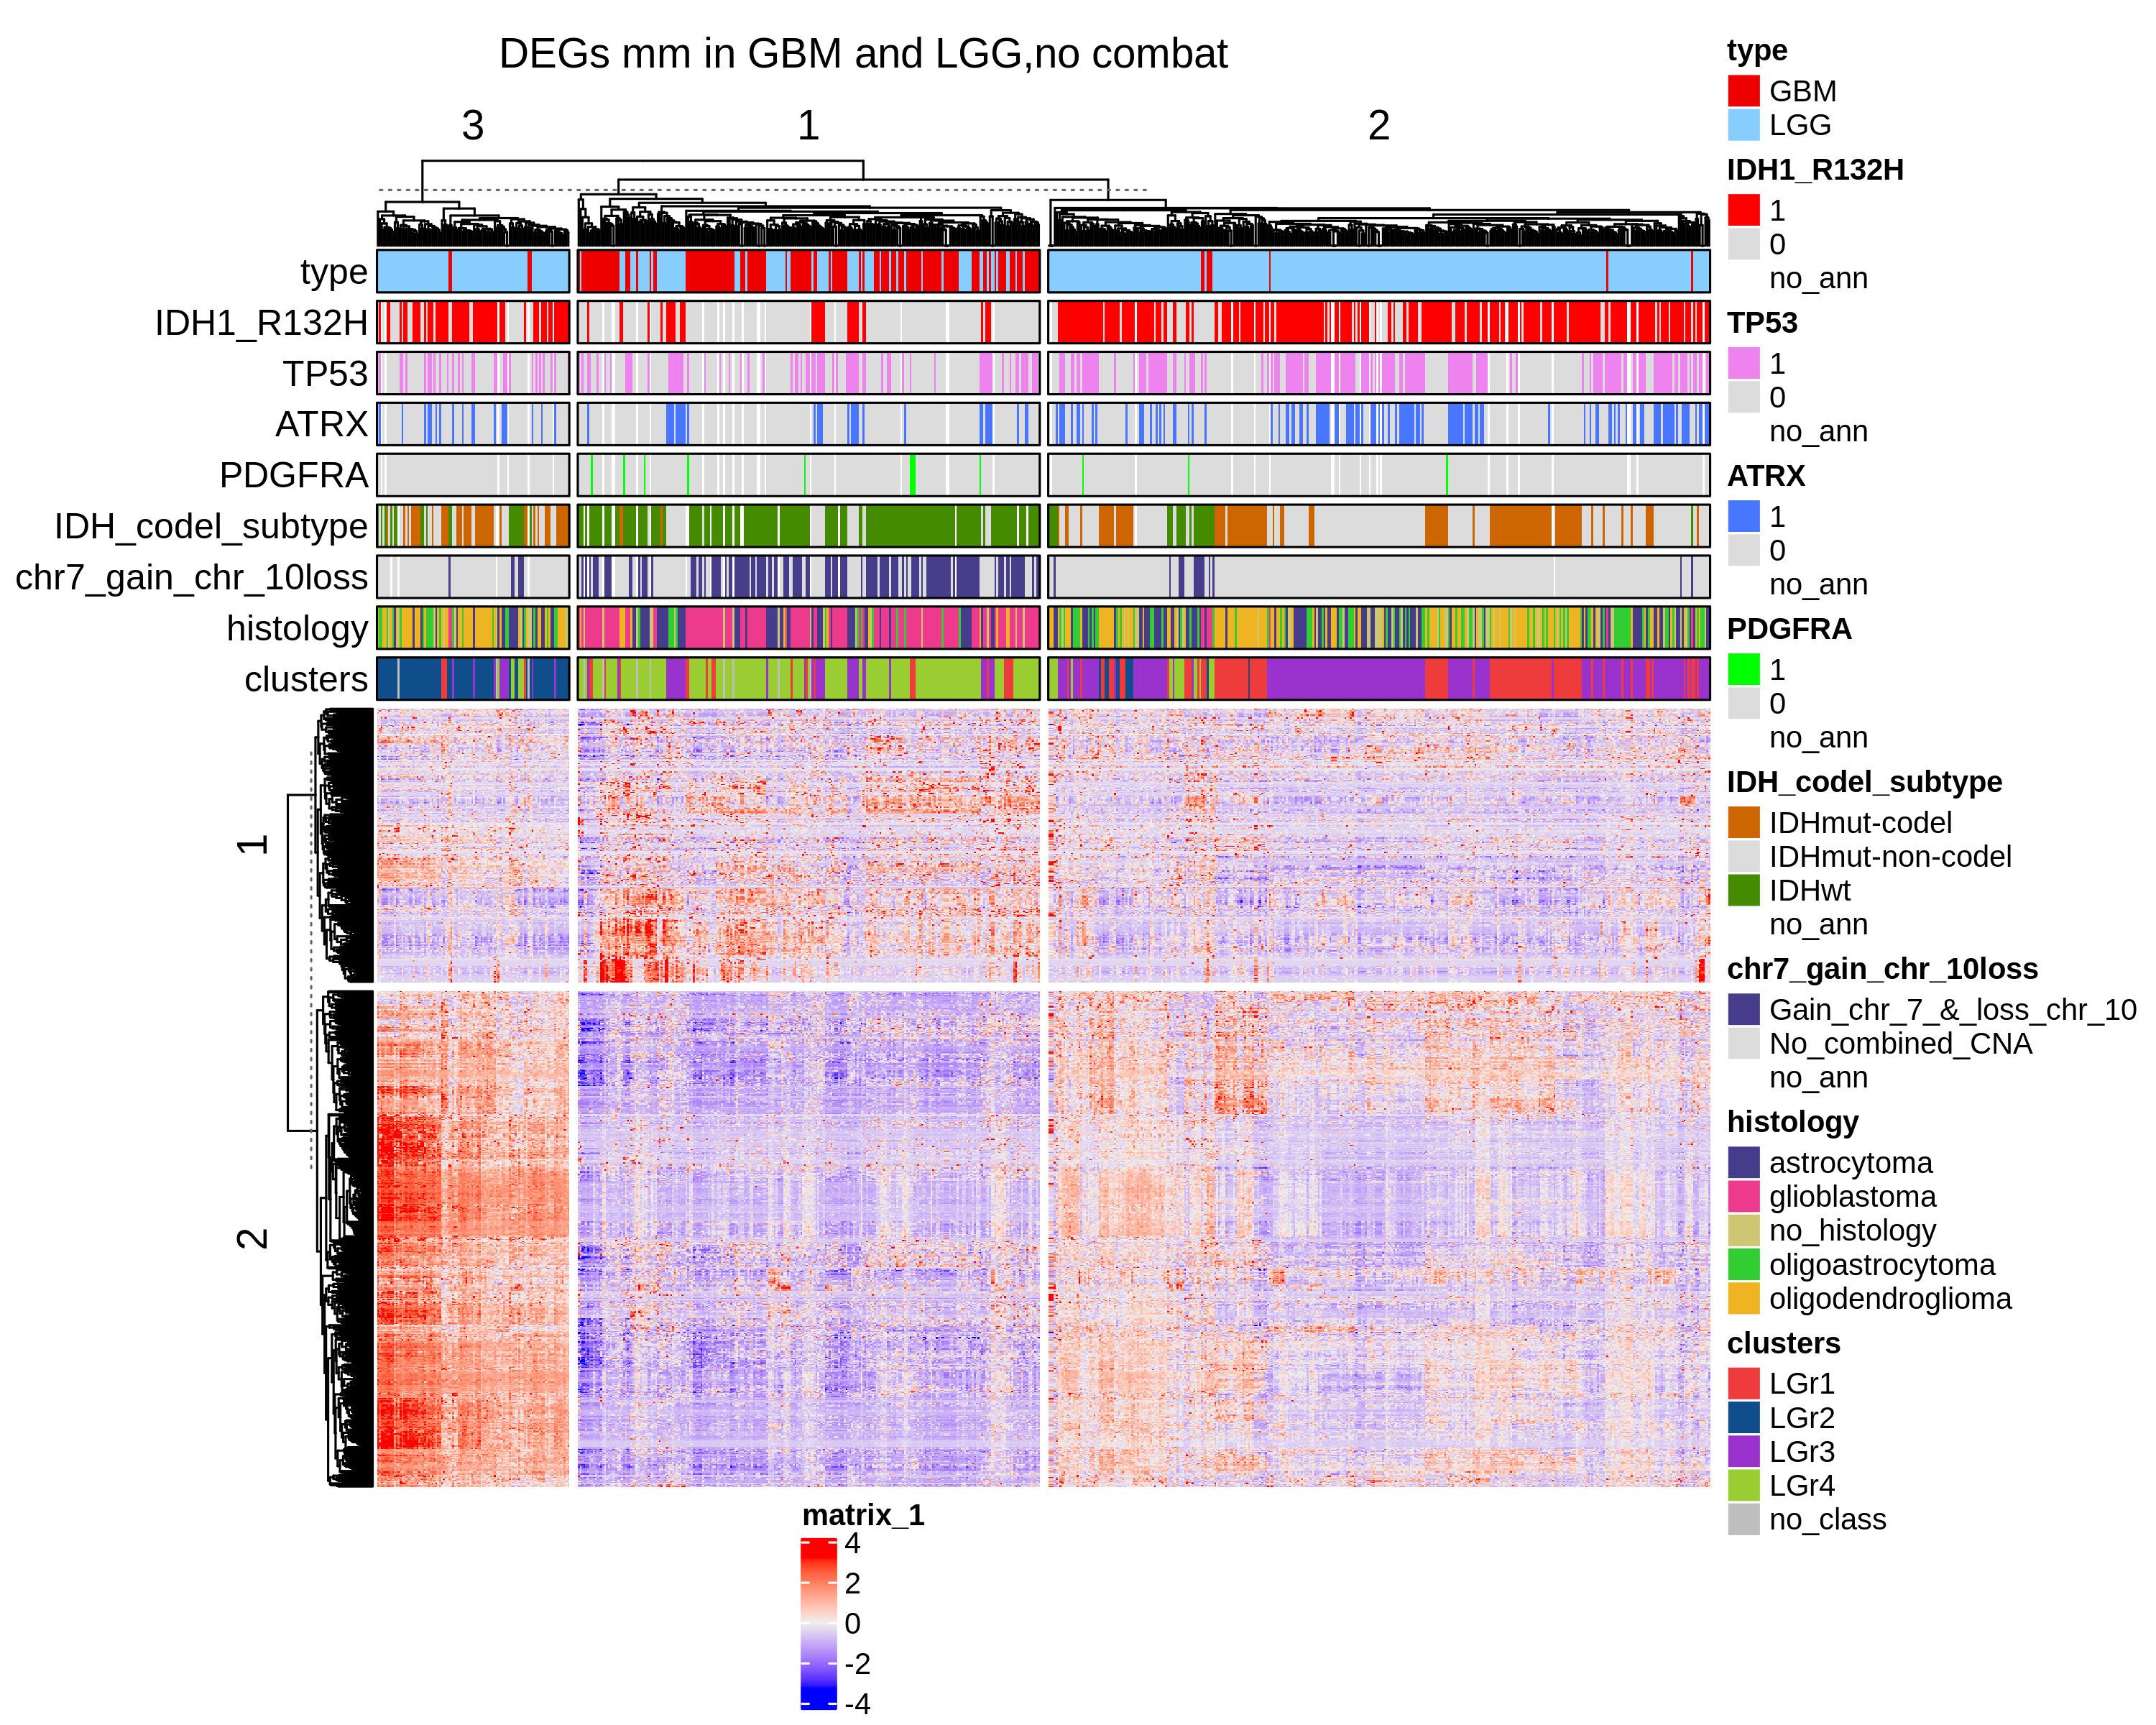 DEGs mm in GBM and LGG,no combat
3
1
2
type
IDH1_R132H
TP53
ATRX
PDGFRA
IDH_codel_subtype
chr7_gain_chr_10loss
histology
clusters
1
2
matrix_1
4
2
0
-2
-4
type
GBM
LGG
IDH1_R132H
1
0
no_ann
TP53
1
0
no_ann
ATRX
1
0
no_ann
PDGFRA
1
0
no_ann
IDH_codel_subtype
IDHmut-codel
IDHmut-non-codel
IDHwt
no_ann
chr7_gain_chr_10loss
Gain_chr_7_&_loss_chr_10
No_combined_CNA
no_ann
histology
astrocytoma
glioblastoma
no_histology
oligoastrocytoma
oligodendroglioma
clusters
LGr1
LGr2
LGr3
LGr4
no_class